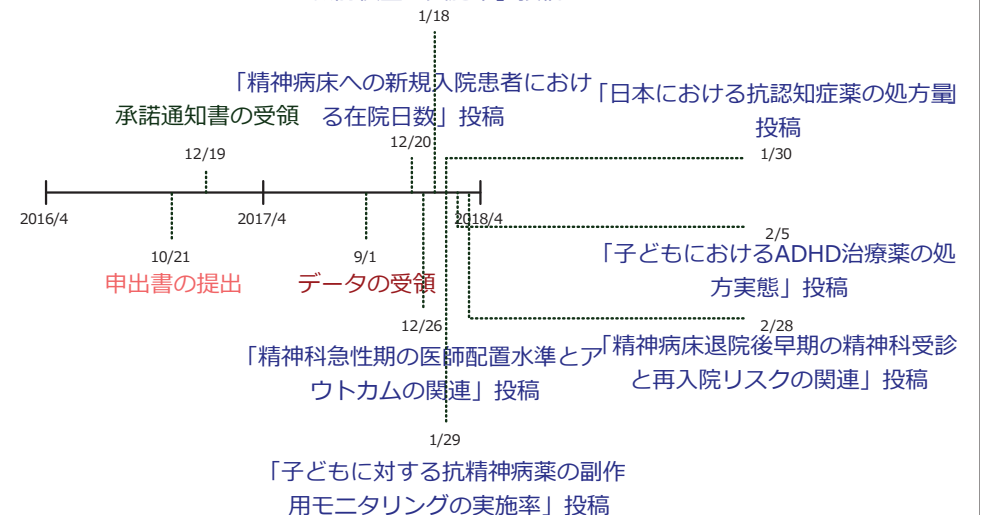 1/18
「精神病床への新規入院患者におけ
る在院日数」投稿
12/20
承諾通知書の受領
12/19
「日本における抗認知症薬の処方量」
投稿
1/30
2016/4
2017/4
2018/4
10/21
申出書の提出
9/1
データの受領
2/5
「子どもにおけるADHD治療薬の処
方実態」投稿
12/26
「精神科急性期の医師配置水準とア
ウトカムの関連」投稿
2/28
「精神病床退院後早期の精神科受診
と再入院リスクの関連」投稿
1/29
「子どもに対する抗精神病薬の副作
用モニタリングの実施率」投稿